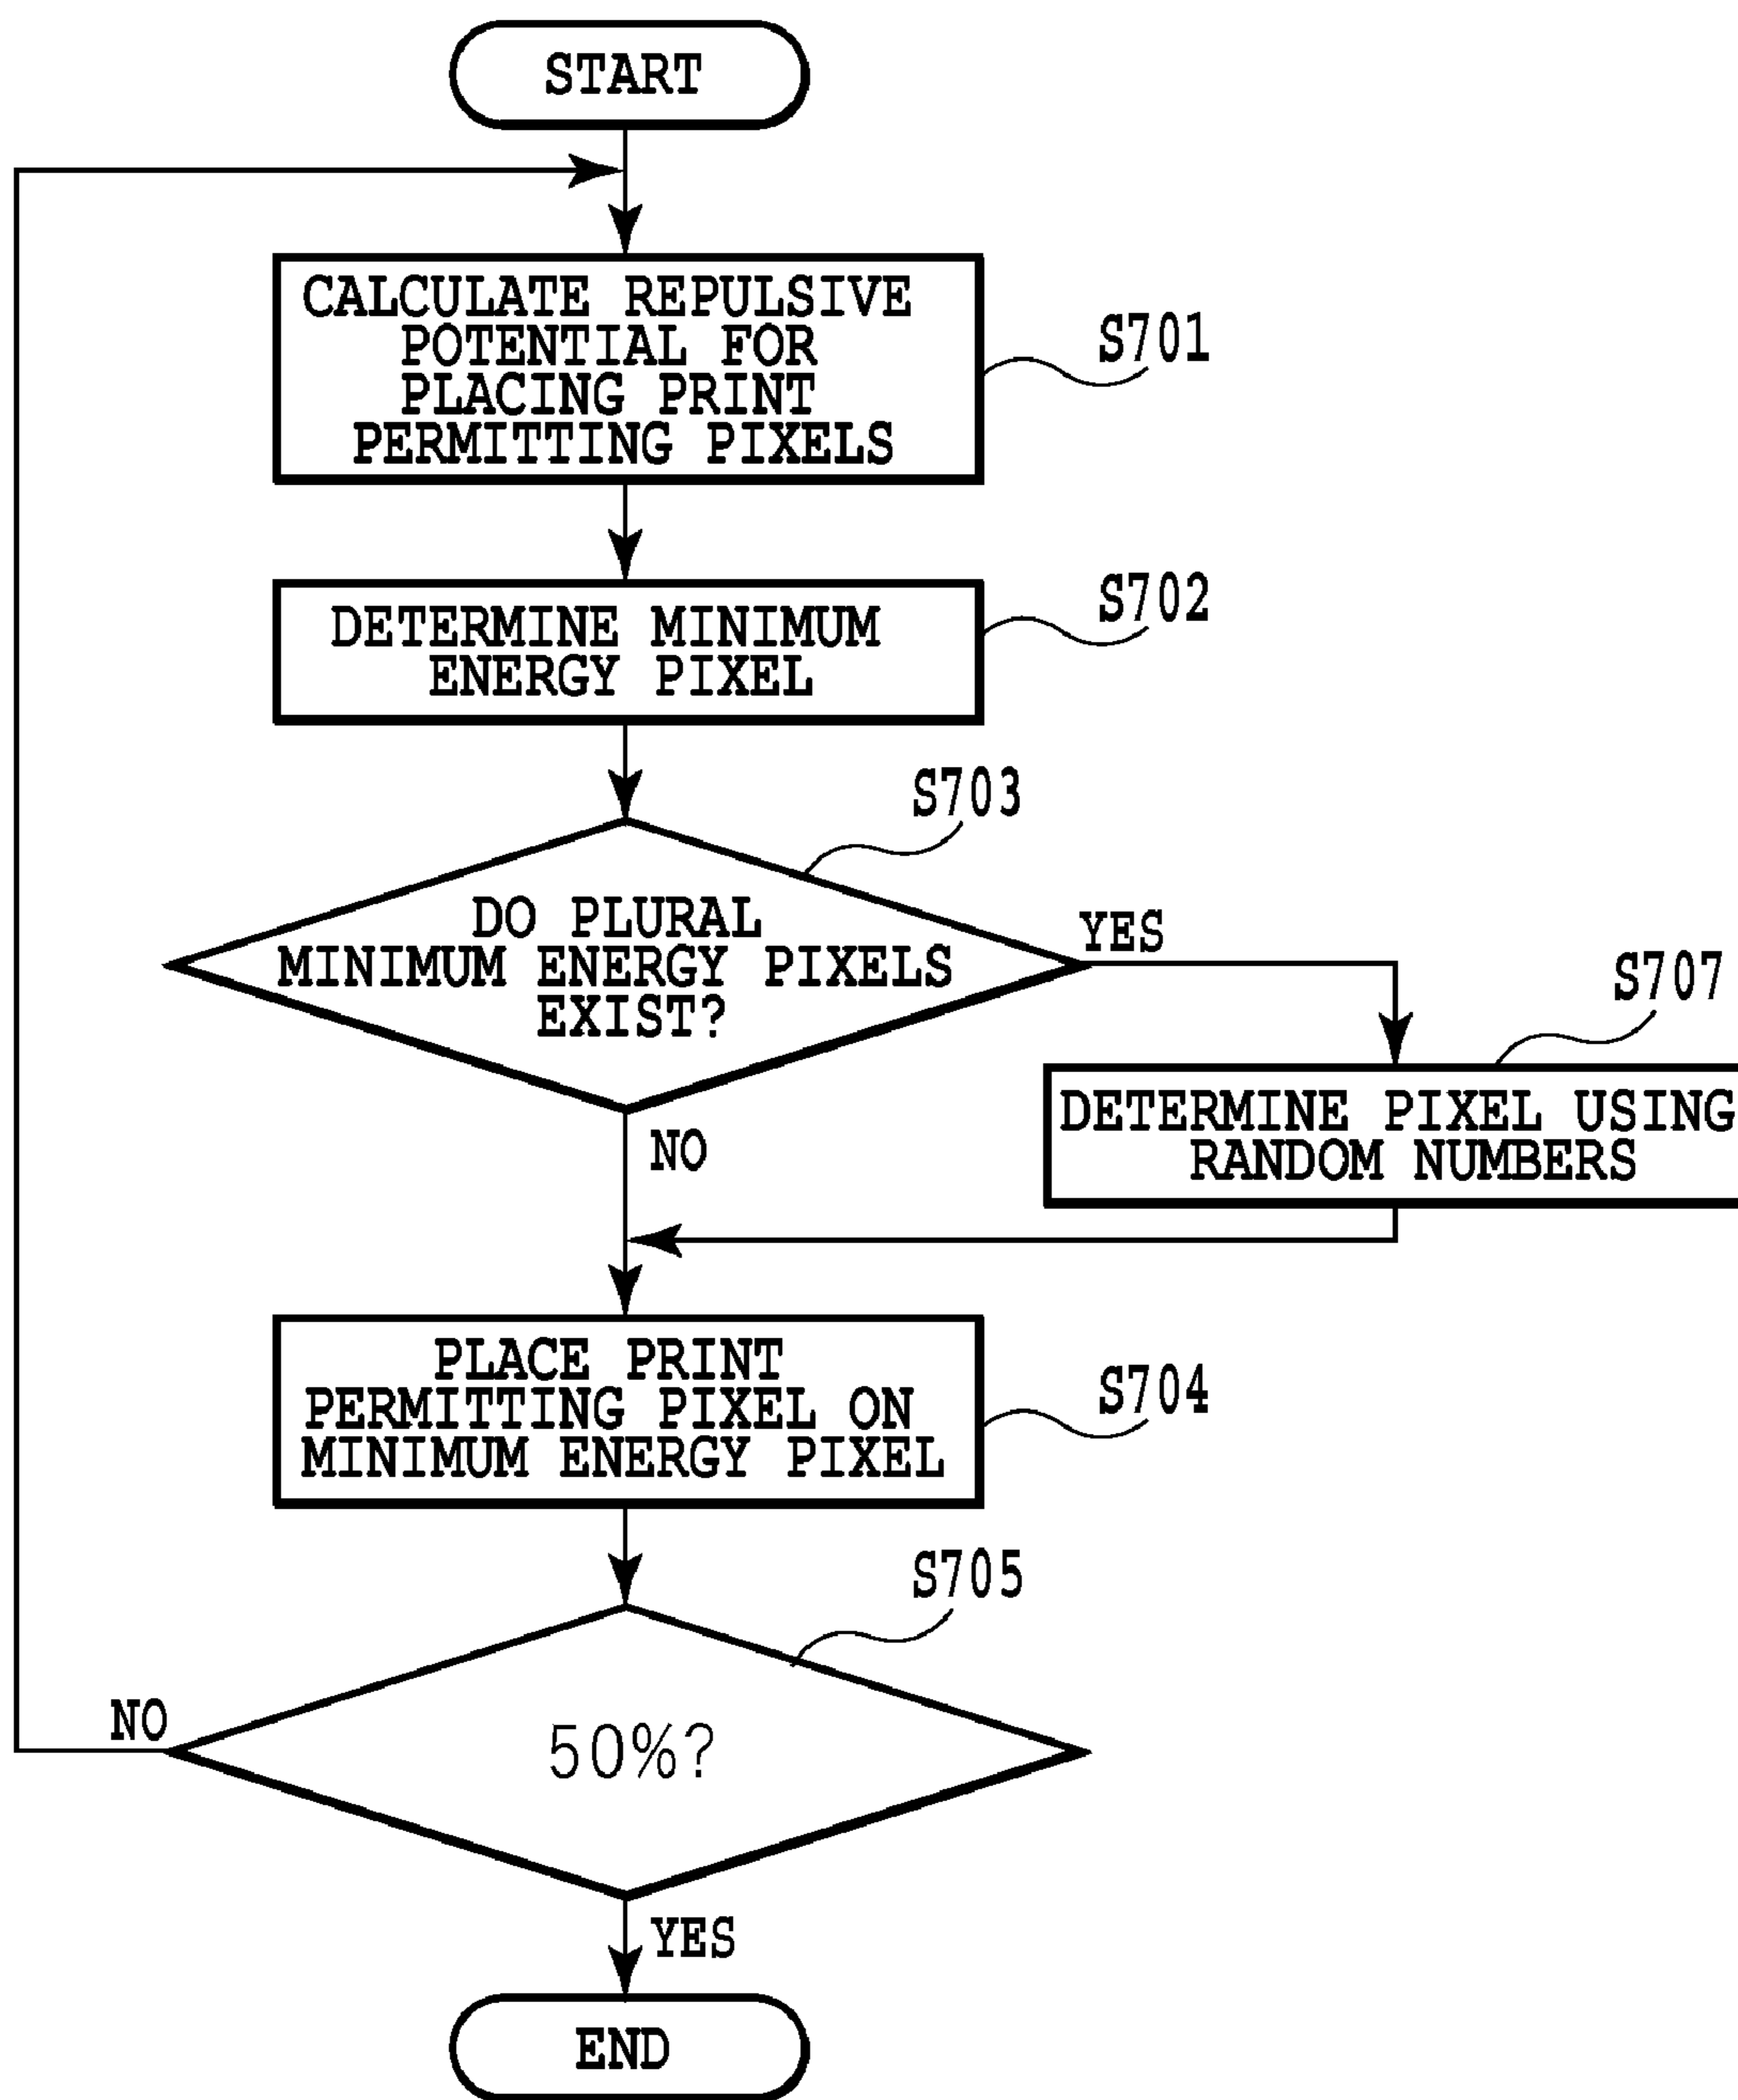 START
CALCULATE REPULSIVE
POTENTIAL FOR
PLACING PRINT
PERMITTING PIXELS
S701
DETERMINE MINIMUM
ENERGY PIXEL
S702
S703
DO PLURAL
MINIMUM ENERGY PIXELS
EXIST?
YES
NO
S707
DETERMINE PIXEL USING
RANDOM NUMBERS
PLACE PRINT
PERMITTING PIXEL ON
MINIMUM ENERGY PIXEL
S704
S705
50%?
NO
YES
END